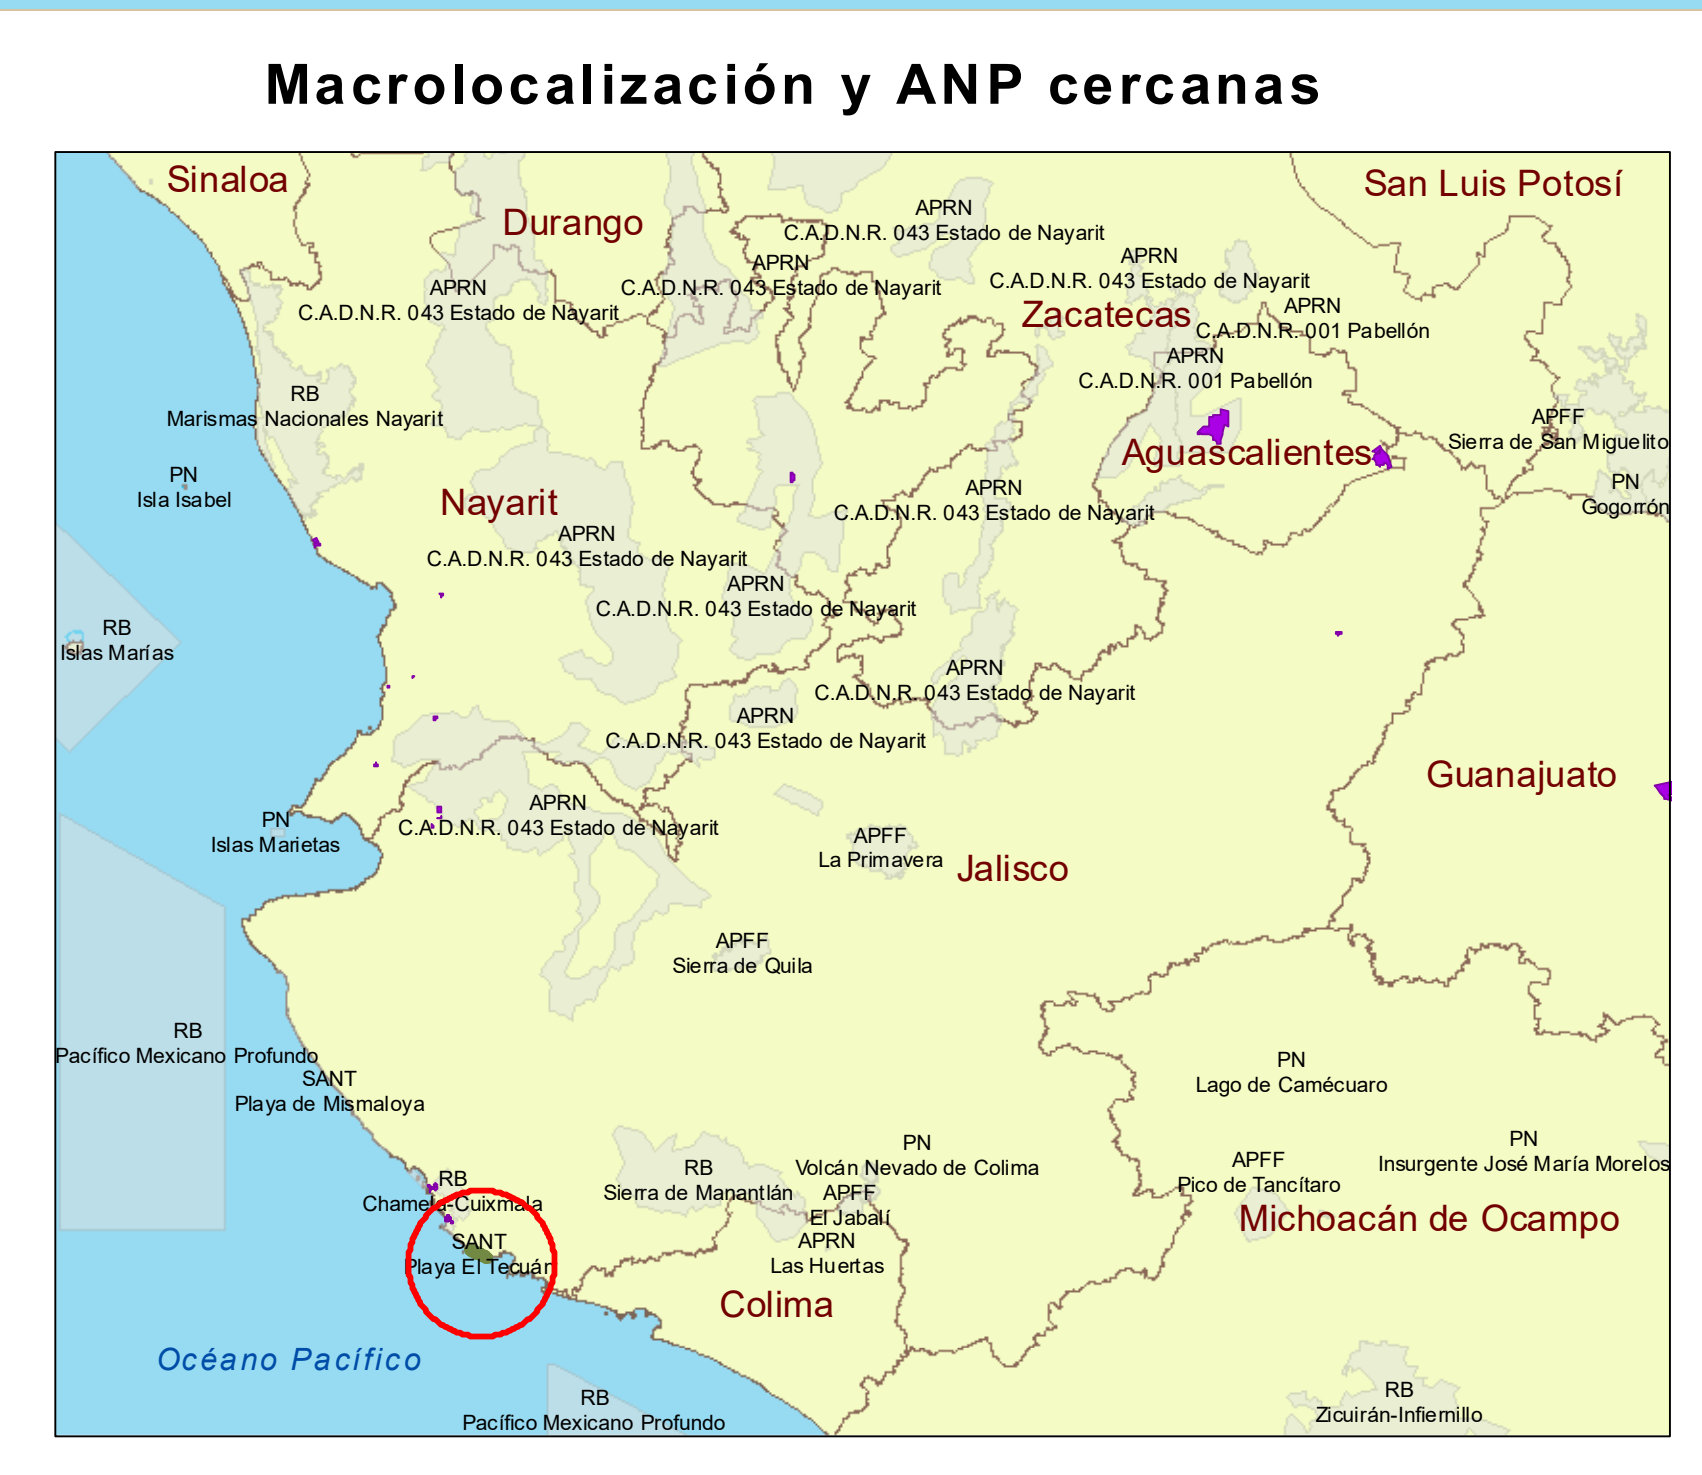 Macrolocalización y ANP cercanas
Sinaloa
San Luis Potosí
Durango
APRN
C.A.D.N.R. 043 Estado de Nayarit
APRN
C.A.D.N.R. 043 Estado de Nayarit
APRN
C.A.D.N.R. 043 Estado de Nayarit
APRN
C.A.D.N.R. 043 Estado de Nayarit
Zacatecas
APRN
C.A.D.N.R. 001 Pabellón
APRN
C.A.D.N.R. 001 Pabellón
RB
Marismas Nacionales Nayarit
APFF
Sierra de San Miguelito
Aguascalientes
PN
Isla Isabel
PN
Gogorrón
Nayarit
APRN
C.A.D.N.R. 043 Estado de Nayarit
APRN
C.A.D.N.R. 043 Estado de Nayarit
APRN
C.A.D.N.R. 043 Estado de Nayarit
RB
Islas Marías
APRN
C.A.D.N.R. 043 Estado de Nayarit
APRN
C.A.D.N.R. 043 Estado de Nayarit
Guanajuato
APRN
C.A.D.N.R. 043 Estado de Nayarit
PN
Islas Marietas
APFF
La Primavera
Jalisco
APFF
Sierra de Quila
RB
Pacífico Mexicano Profundo
SANT
Playa de Mismaloya
PN
Lago de Camécuaro
PN
Insurgente José María Morelos
PN
Volcán Nevado de Colima
APFF
Pico de Tancítaro
RB
Sierra de Manantlán
RB
Chamela-Cuixmala
APFF
El Jabalí
Michoacán de Ocampo
SANT
Playa El Tecuán
APRN
Las Huertas
Colima
Océano Pacífico
RB
Pacífico Mexicano Profundo
RB
Zicuirán-Infiernillo